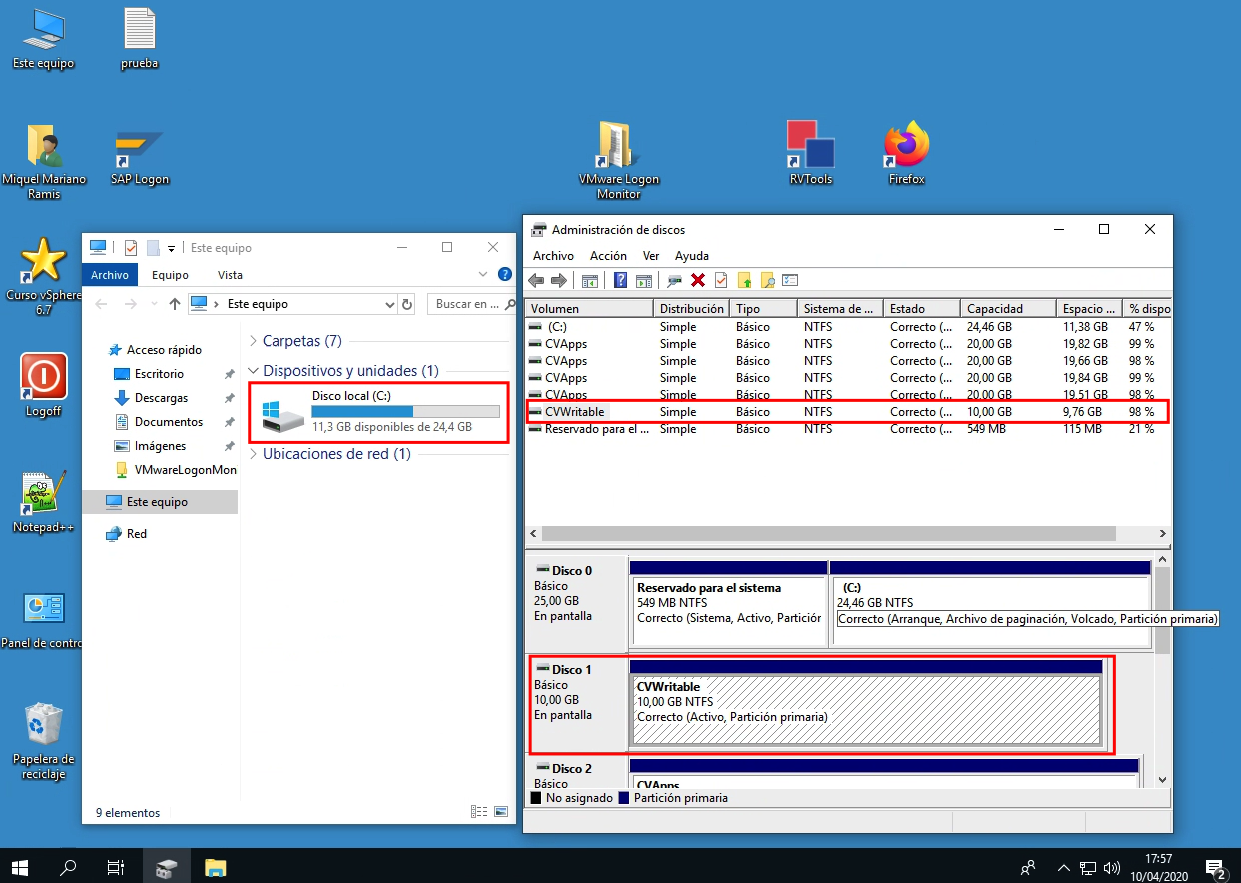 Este equipo
prueba
Miquel Mariano
Ramis
SAP Logon
VMware Logon
Monitor
RVTools
Firefox
Curso vSphere
6.7
Logoff
Notepad++
Panel de contro
Papelera de
reciclaje
Este equipo
Archivo Equipo Vista
Este equipo
Buscar en ...
Acceso rápido
Escritorio
Descargas
Documentos
Imágenes
VMwareLogonMon
Este equipo
Red
Carpetas (7)
Dispositivos y unidades (1)
Disco local (C:)
11,3 GB disponibles de 24,4 GB
Ubicaciones de red (1)
9 elementos
Administración de discos
Archivo Acción Ver Ayuda
Volumen Distribución Tipo Sistema de ... Estado Capacidad Espacio ... % dispo
(C:) Simple Básico NTFS Correcto (... 24,46 GB 11,38 GB 47 %
CVApps Simple Básico NTFS Correcto (... 20,00 GB 19,82 GB 99 %
CVApps Simple Básico NTFS Correcto (... 20,00 GB 19,66 GB 98 %
CVApps Simple Básico NTFS Correcto (... 20,00 GB 19,84 GB 99 %
CVApps Simple Básico NTFS Correcto (... 20,00 GB 19,51 GB 98 %
CVWritable Simple Básico NTFS Correcto (... 10,00 GB 9,76 GB 98 %
Reservado para el ... Simple Básico NTFS Correcto (... 549 MB 115 MB 21 %
Disco 0
Básico
25,00 GB
En pantalla
Reservado para el sistema
549 MB NTFS
Correcto (Sistema, Activo, Partición
(C:)
24,46 GB NTFS
Correcto (Arranque, Archivo de paginación, Volcado, Partición primaria)
Disco 1
Básico
10,00 GB
En pantalla
CVWritable
10,00 GB NTFS
Correcto (Activo, Partición primaria)
Disco 2
Básico
CVApps
No asignado Partición primaria
17:57
10/04/2020
2